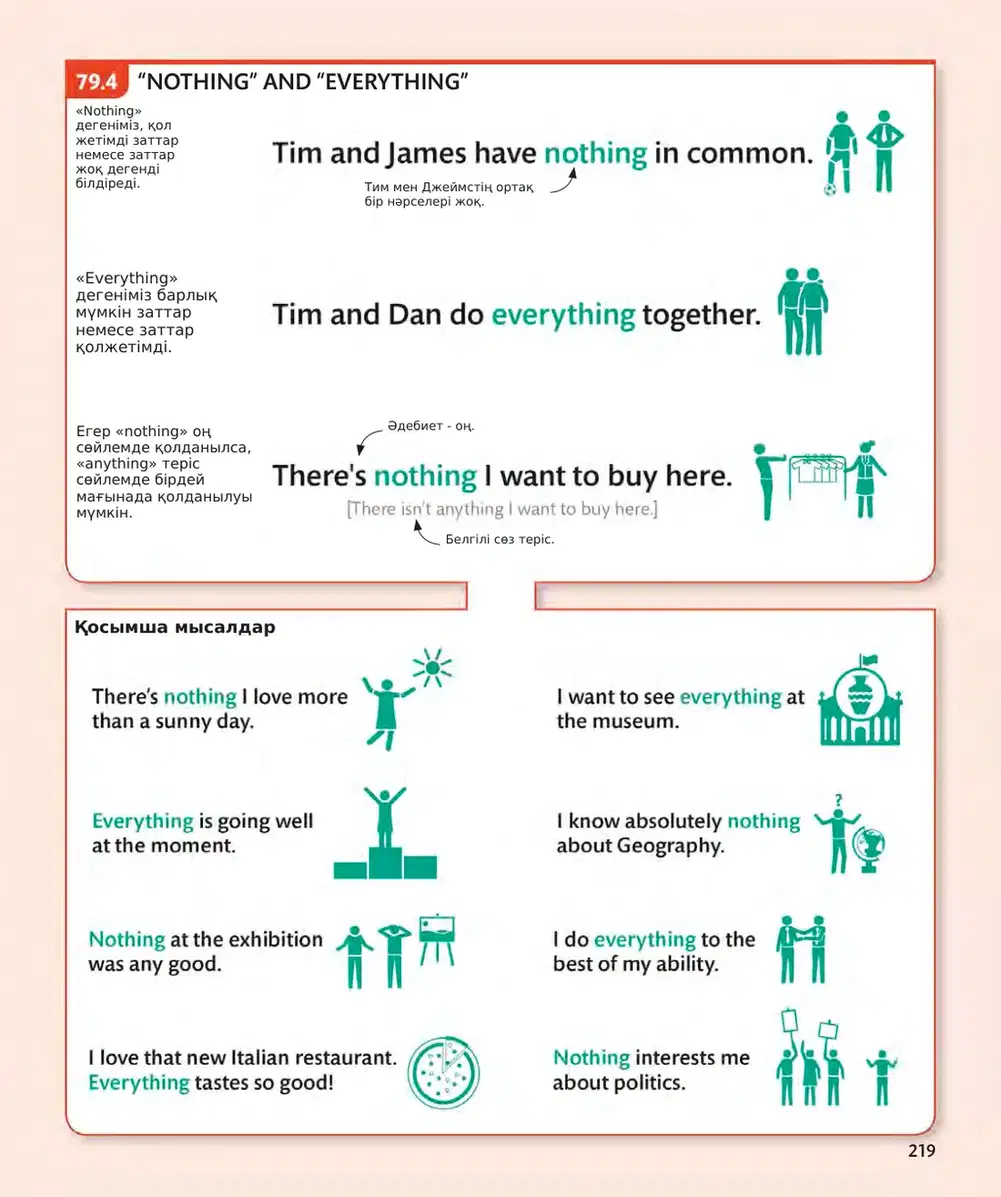 79.4 "NOTHING" AND "EVERYTHING"
«Nothing»
дегеніміз, қол
жетімді заттар
немесе заттар
жоқ дегенді
білдіреді.
Tim and James have nothing in common.
Тим мен Джеймстің ортақ
бір нәрселері жоқ.
«Everything»
дегеніміз барлық
мүмкін заттар
немесе заттар
қолжетімді.
Tim and Dan do everything together.
Егер «nothing» оң
сөйлемде қолданылса,
«anything» теріс
сөйлемде бірдей
мағынада қолданылуы
мүмкін.
Әдебиет - оң.
There's nothing I want to buy here.
[There isn't anything I want to buy here.]
Белгілі сөз теріс.
Қосымша мысалдар
There's nothing I love more
than a sunny day.
I want to see everything at
the museum.
Everything is going well
at the moment.
?
I know absolutely nothing
about Geography.
Nothing at the exhibition
was any good.
I do everything to the
best of my ability.
I love that new Italian restaurant.
Everything tastes so good!
Nothing interests me
about politics.
219